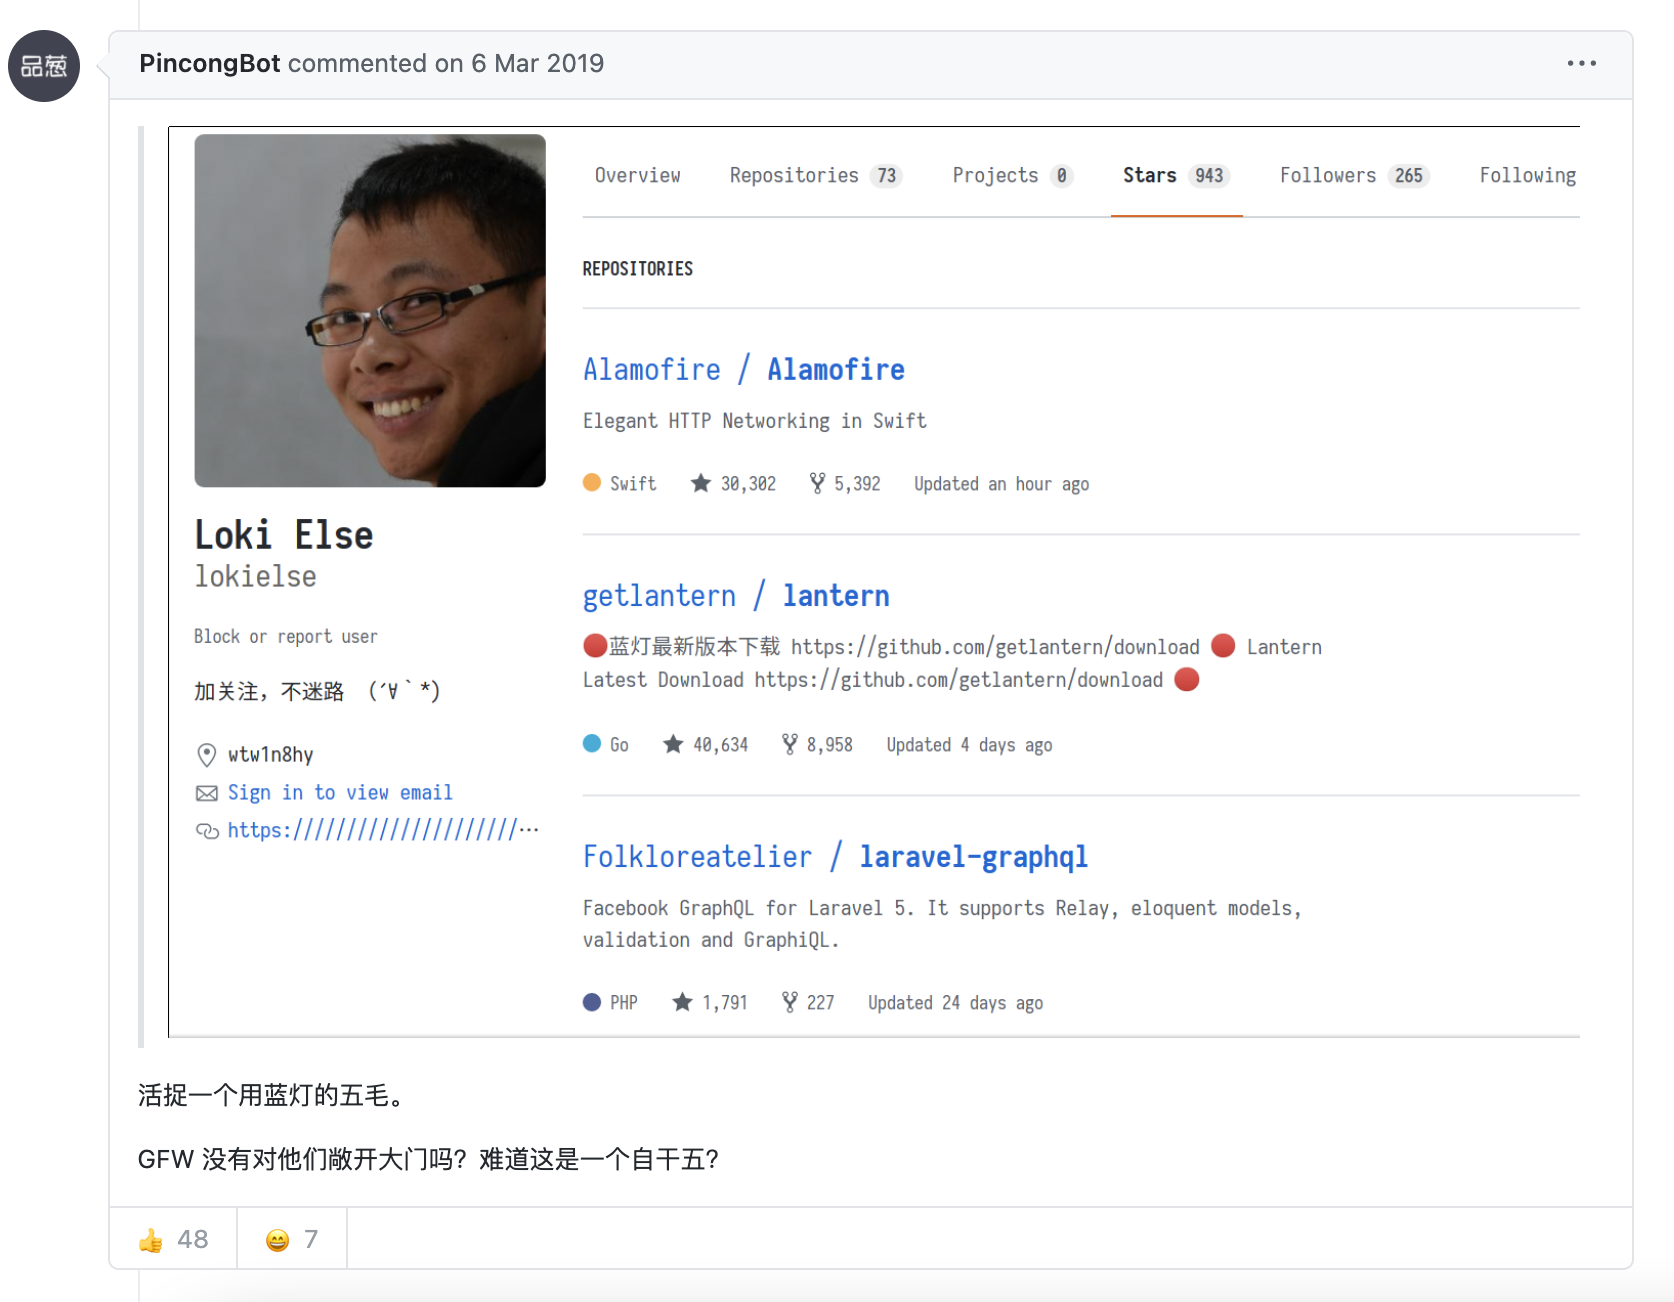 品葱
PincongBot commented on 6 Mar 2019
Overview Repositories 73 Projects 0 Stars 943 Followers 265 Following
REPOSITORIES
Alamofire / Alamofire
Elegant HTTP Networking in Swift
Swift 30,302 5,392 Updated an hour ago
Loki Else
lokielse
Block or report user
加关注，不迷路 (´∀`*)
wtw1n8hy
Sign in to view email
https://////////////////////…
getlantern / lantern
🔴蓝灯最新版本下载 https://github.com/getlantern/download 🔴 Lantern
Latest Download https://github.com/getlantern/download 🔴
Go 40,634 8,958 Updated 4 days ago
Folkloreatelier / laravel-graphql
Facebook GraphQL for Laravel 5. It supports Relay, eloquent models,
validation and GraphiQL.
PHP 1,791 227 Updated 24 days ago
活捉一个用蓝灯的五毛。
GFW 没有对他们敞开大门吗？难道这是一个自干五？
👍 48 😄 7